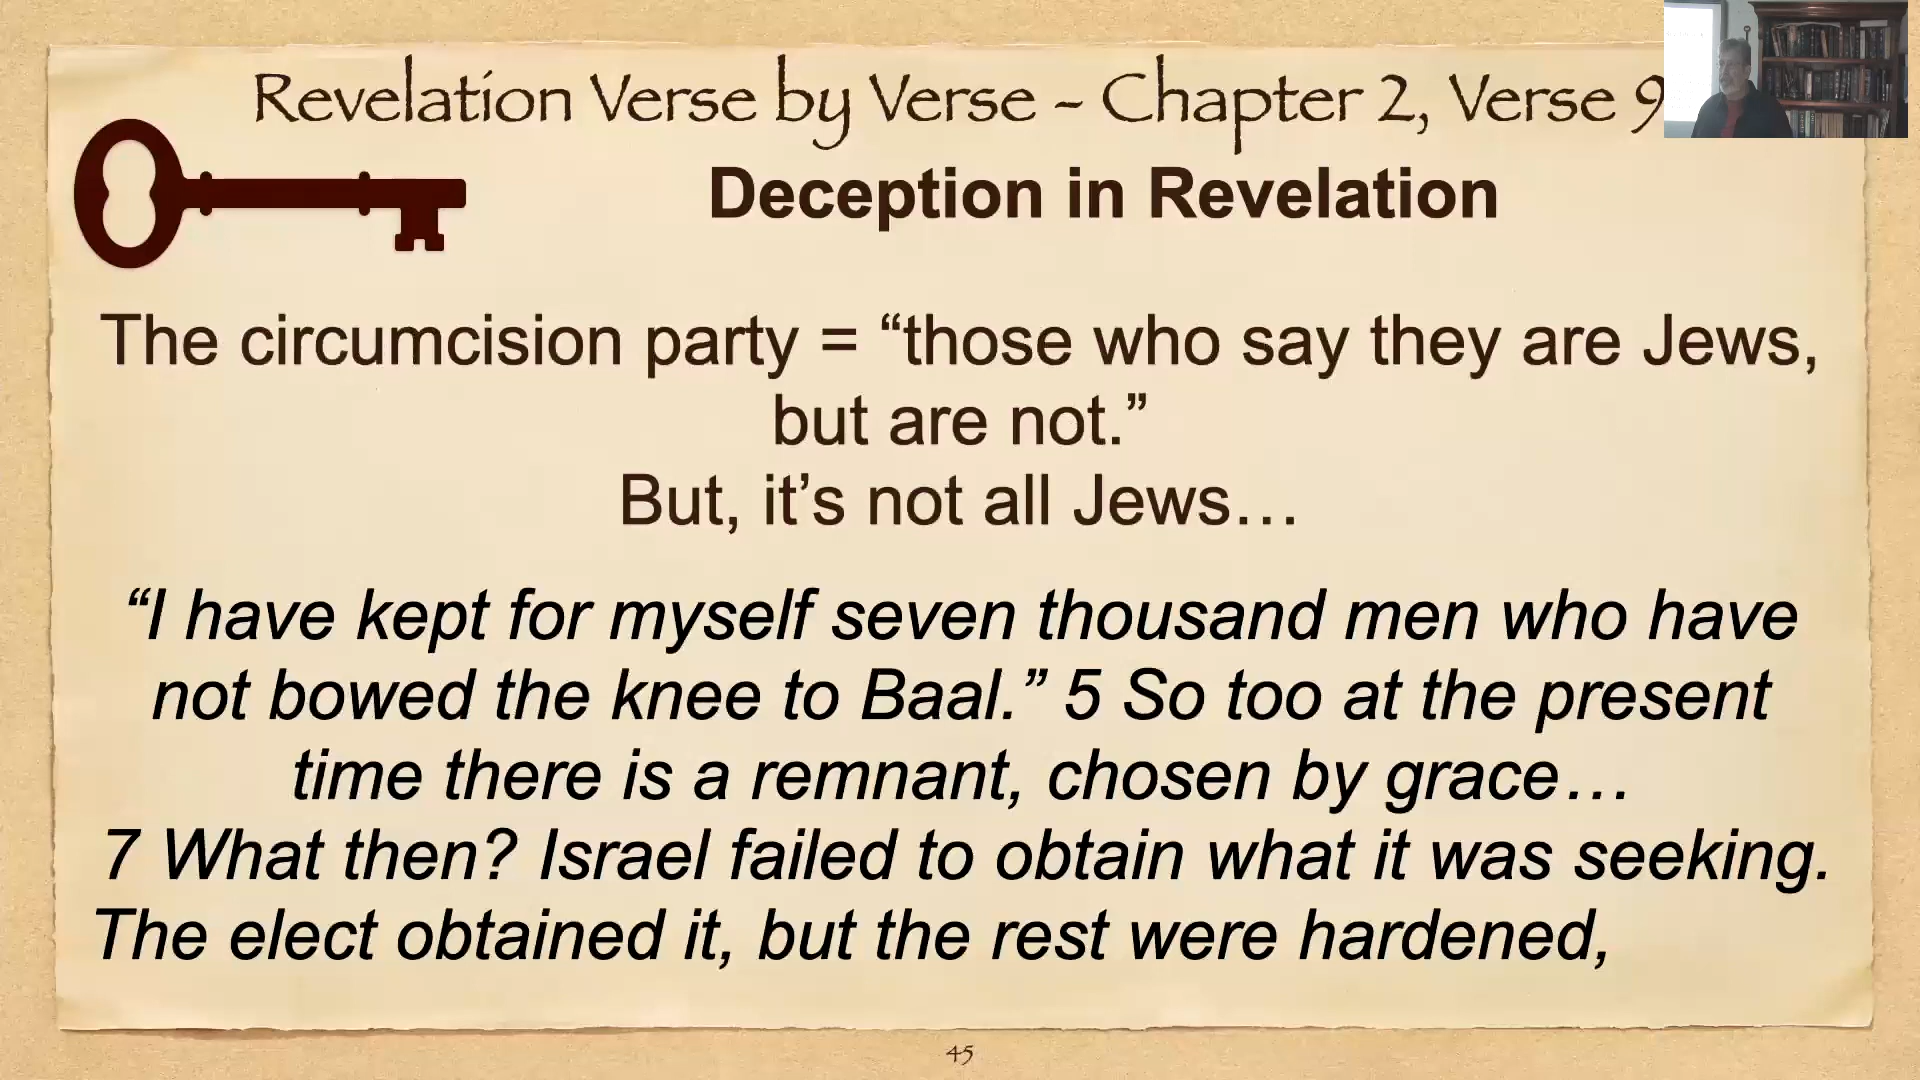 Revelation Verse by Verse - Chapter 2, Verse 9
Deception in Revelation
The circumcision party = “those who say they are Jews,
but are not.”
But, it’s not all Jews…
“I have kept for myself seven thousand men who have
not bowed the knee to Baal.” 5 So too at the present
time there is a remnant, chosen by grace…
7 What then? Israel failed to obtain what it was seeking.
The elect obtained it, but the rest were hardened,
45